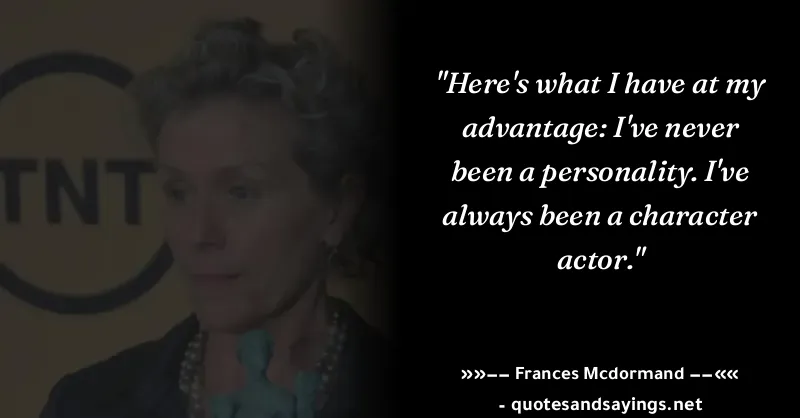 TNT
"Here's what I have at my
advantage: I've never
been a personality. I've
always been a character
actor."
»»−− Frances Mcdormand −−««
- quotesandsayings.net